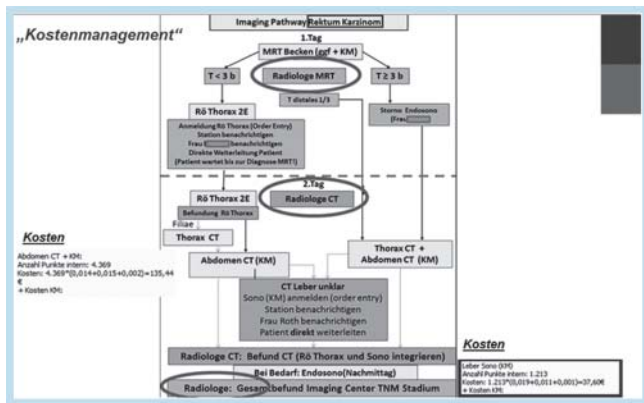 „Kostenmanagement“
Imaging Pathway Rektum Karzinom
1.Tag
MRT Becken (ggf + KM)
T < 3 b
Radiologe MRT
T ≥ 3 b
T distales 1/3
Rö Thorax 2E
Storno Endosono
(Frau
Anmeldung Rö Thorax (Order Entry)
Station benachrichtigen
Frau benachrichtigen
Direkte Weiterleitung Patient
(Patient wartet bis zur Diagnose MRT!)
2.Tag
Rö Thorax 2E
Radiologe CT
Befundung Rö Thorax
Filiae
Thorax CT
Thorax CT +
Abdomen CT (KM)
Abdomen CT (KM)
Kosten
Abdomen CT + KM:
Anzahl Punkte intern: 4.369
Kosten: 4.369*(0,014+0,015+0,002)=135,44
€
+ Kosten KM:
CT Leber unklar
Sono (KM) anmelden (order entry)
Station benachrichtigen
Frau Roth benachrichtigen
Patient direkt weiterleiten
Radiologe CT: Befund CT (Rö Thorax und Sono integrieren)
Bei Bedarf: Endosono(Nachmittag)
Radiologe: Gesamtbefund Imaging Center TNM Stadium
Kosten
Leber Sono (KM)
Anzahl Punkte intern: 1.213
Kosten: 1.213*(0,019+0,011+0,001)=37,60€
+ Kosten KM: